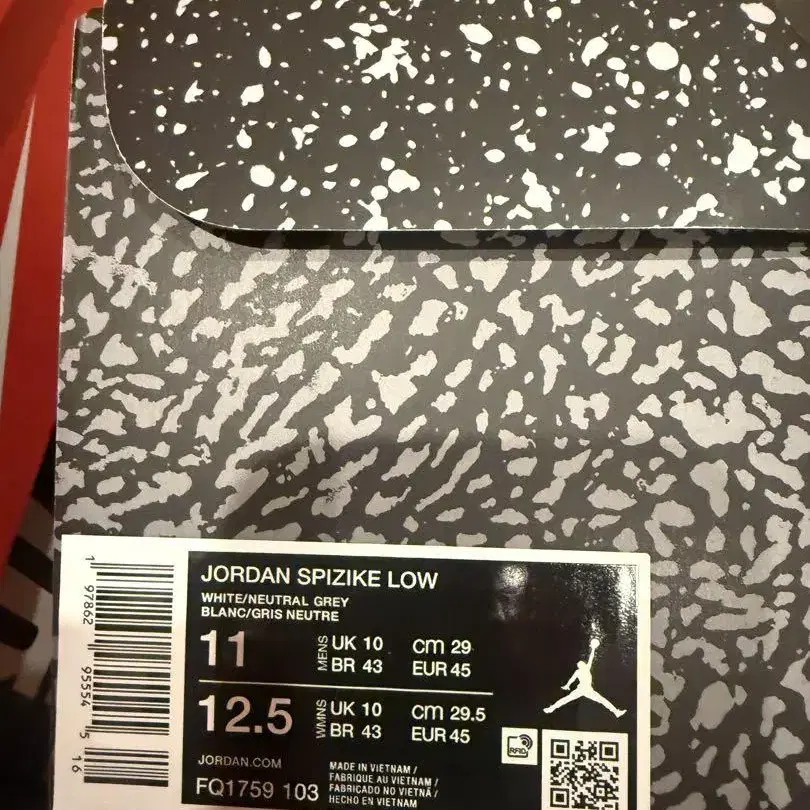 JORDAN SPIZIKE LOW
WHITE/NEUTRAL GREY
BLANC/GRIS NEUTRE
11 MENS UK 10 CM 29
BR 43 EUR 45
12.5 WMNS UK 10 CM 29.5
BR 43 EUR 45
JORDAN.COM
FQ1759 103
MADE IN VIETNAM /
FABRIQUE AU VIETNAM /
FABRICADO NO VIETNÃ /
HECHO EN VIETNAM
RFID
1 97862 95554 5
16